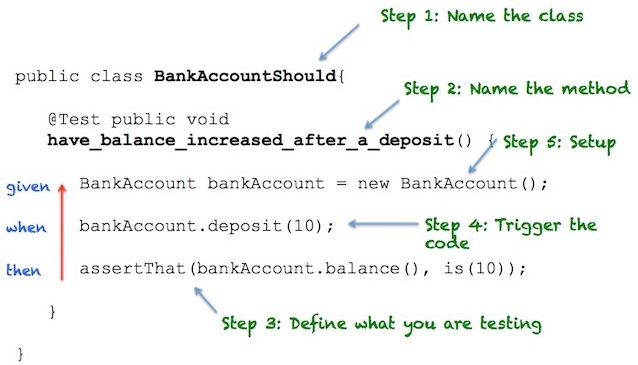 Step 1: Name the class
public class BankAccountShould{
Step 2: Name the method
@Test public void
have_balance_increased_after_a_deposit() {
Step 5: Setup
given BankAccount bankAccount = new BankAccount();
when bankAccount.deposit(10);
Step 4: Trigger the
code
then assertThat(bankAccount.balance(), is(10));
}
Step 3: Define what you are testing
}